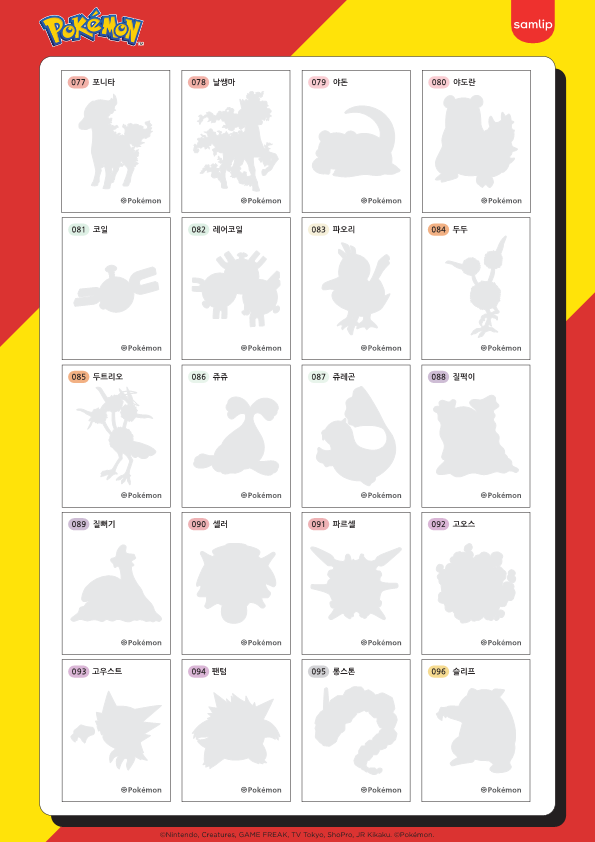 POKÉMON
samlip
077 포니타
078 날쌩마
079 야돈
080 야도란
©Pokémon
©Pokémon
©Pokémon
©Pokémon
081 코일
082 레어코일
083 파오리
084 두두
©Pokémon
©Pokémon
©Pokémon
©Pokémon
085 두트리오
086 쥬쥬
087 쥬레곤
088 질퍽이
©Pokémon
©Pokémon
©Pokémon
©Pokémon
089 질뻐기
090 셀러
091 파르셀
092 고오스
©Pokémon
©Pokémon
©Pokémon
©Pokémon
093 고우스트
094 팬텀
095 롱스톤
096 슬리프
©Pokémon
©Pokémon
©Pokémon
©Pokémon
©Nintendo, Creatures, GAME FREAK, TV Tokyo, ShoPro, JR Kikaku. ©Pokémon.